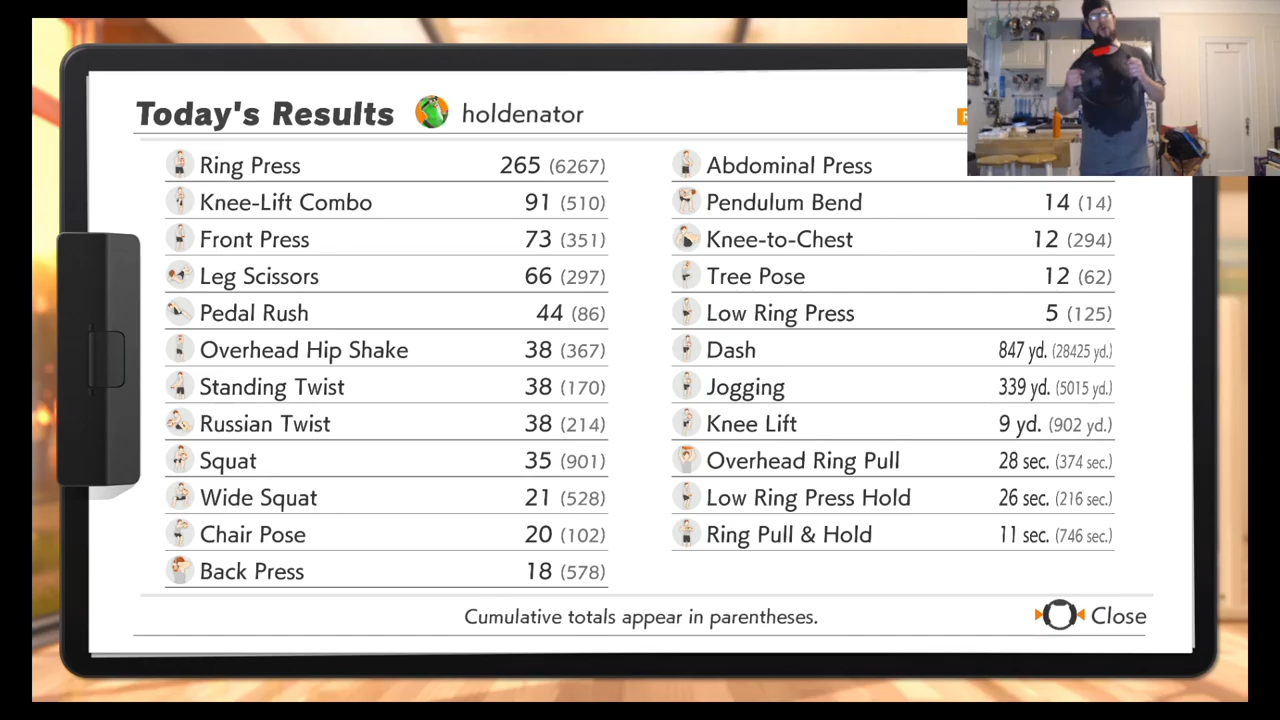 Today's Results holdenator
Ring Press 265 (6267)
Knee-Lift Combo 91 (510)
Front Press 73 (351)
Leg Scissors 66 (297)
Pedal Rush 44 (86)
Overhead Hip Shake 38 (367)
Standing Twist 38 (170)
Russian Twist 38 (214)
Squat 35 (901)
Wide Squat 21 (528)
Chair Pose 20 (102)
Back Press 18 (578)
Abdominal Press
Pendulum Bend 14 (14)
Knee-to-Chest 12 (294)
Tree Pose 12 (62)
Low Ring Press 5 (125)
Dash 847 yd. (28425 yd.)
Jogging 339 yd. (5015 yd.)
Knee Lift 9 yd. (902 yd.)
Overhead Ring Pull 28 sec. (374 sec.)
Low Ring Press Hold 26 sec. (216 sec.)
Ring Pull & Hold 11 sec. (746 sec.)
Cumulative totals appear in parentheses.
Close